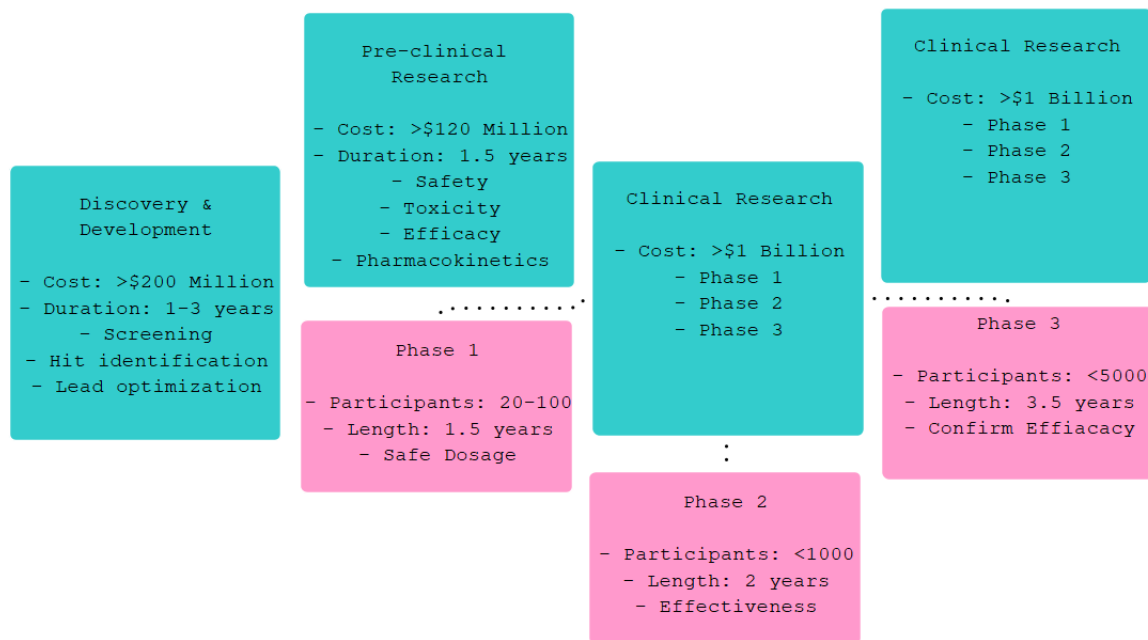 Discovery &
Development
- Cost: >$200 Million
- Duration: 1-3 years
- Screening
- Hit identification
- Lead optimization
Pre-clinical
Research
- Cost: >$120 Million
- Duration: 1.5 years
- Safety
- Toxicity
- Efficacy
- Pharmacokinetics
Clinical Research
- Cost: >$1 Billion
- Phase 1
- Phase 2
- Phase 3
Clinical Research
- Cost: >$1 Billion
- Phase 1
- Phase 2
- Phase 3
Phase 1
- Participants: 20-100
- Length: 1.5 years
- Safe Dosage
Phase 2
- Participants: <1000
- Length: 2 years
- Effectiveness
Phase 3
- Participants: <5000
- Length: 3.5 years
- Confirm Effiacacy